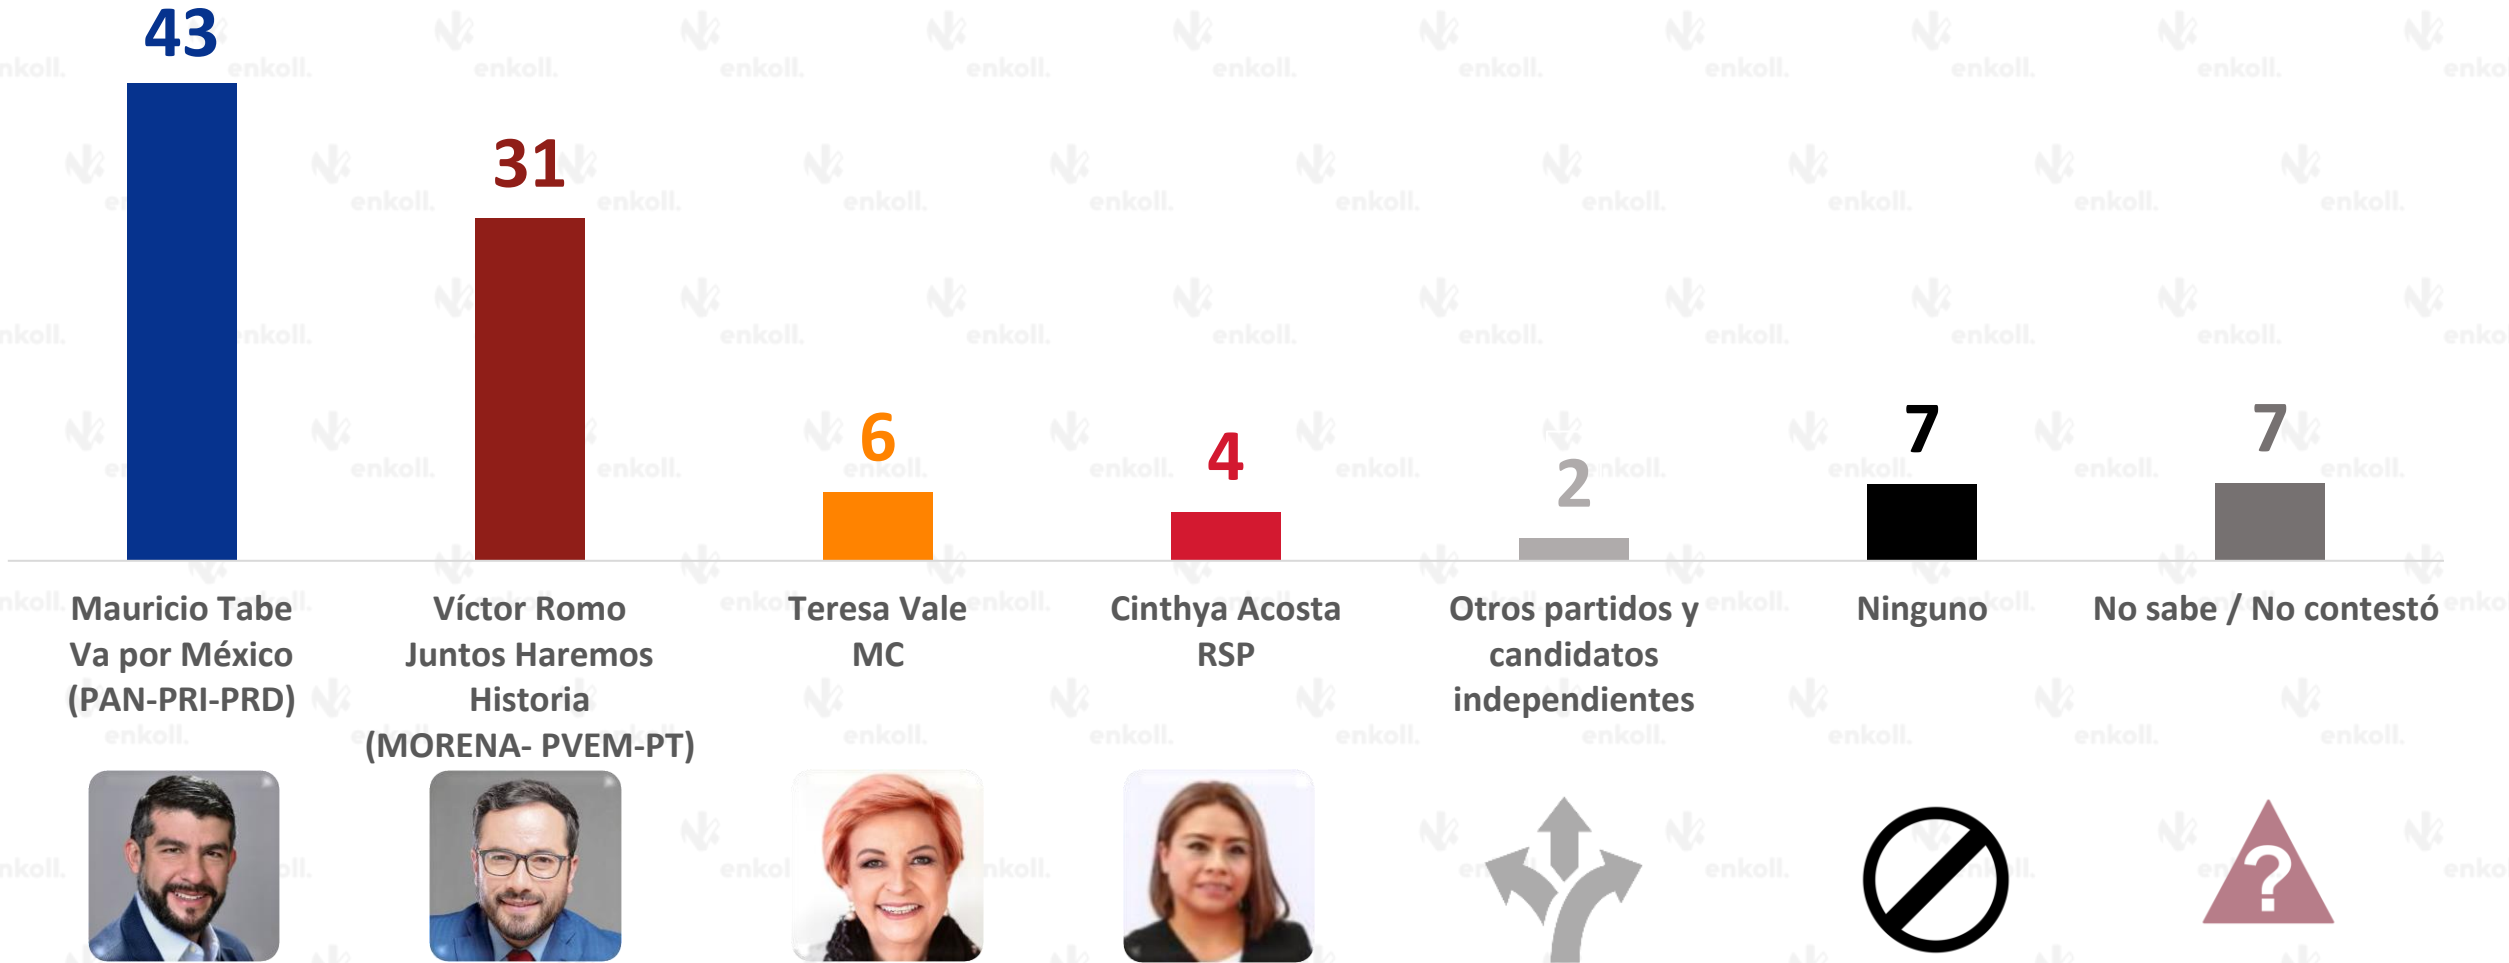 43
31
6
4
2
7
7
Mauricio Tabe
Va por México
(PAN-PRI-PRD)
Víctor Romo
Juntos Haremos
Historia
(MORENA- PVEM-PT)
Teresa Vale
MC
Cinthya Acosta
RSP
Otros partidos y
candidatos
independientes
Ninguno
No sabe / No contestó
?
enkoll.